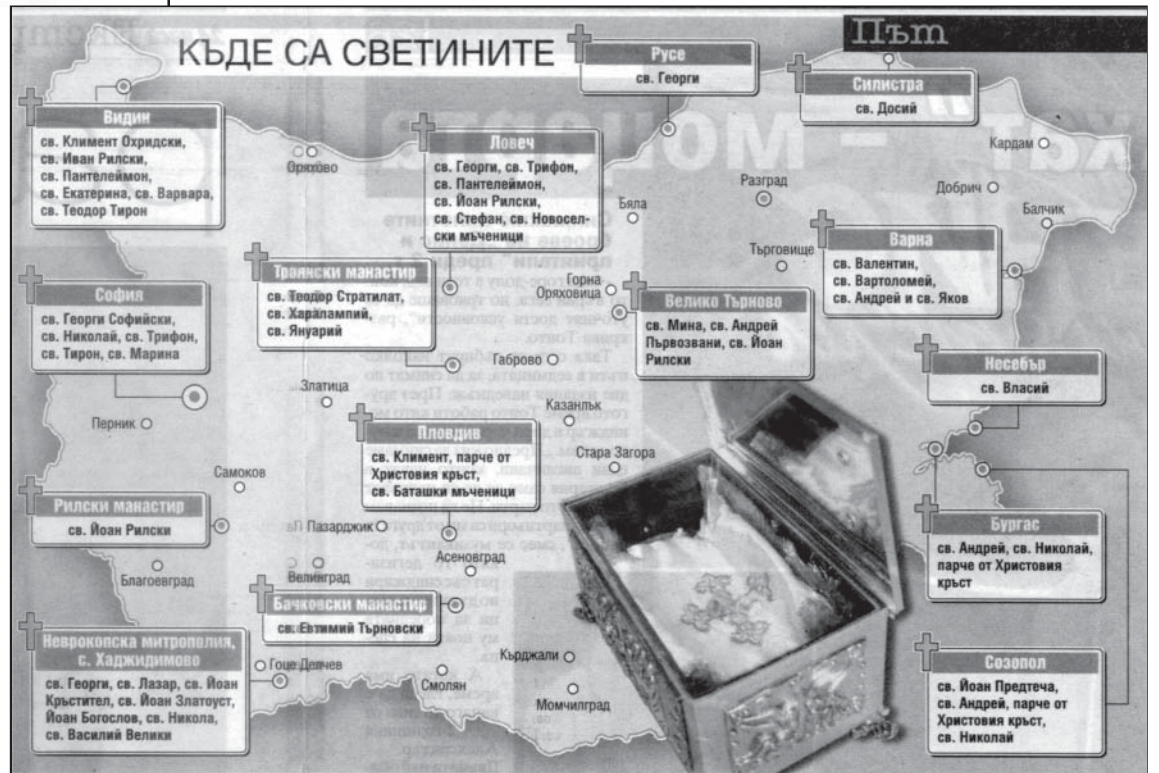 КЪДЕ СА СВЕТИНИТЕ
Път
Русе
св. Георги
Силистра
св. Досий
Видин
св. Климент Охридски,
св. Иван Рилски,
св. Пантелеймон,
св. Екатерина, св. Варвара,
св. Теодор Тирон
Оряхово
Ловеч
св. Георги, св. Трифон,
св. Пантелеймон,
св. Йоан Рилски,
св. Стефан, св. Новосел-
ски мъченици
Кардам
Разград
Добрич
Бяла
Балчик
Търговище
Варна
св. Валентин,
св. Вартоломей,
св. Андрей и св. Яков
София
св. Георги Софийски,
св. Николай, св. Трифон,
св. Тирон, св. Марина
Троянски манастир
св. Теодор Стратилат,
св. Харалампий,
св. Януарий
Горна
Оряховица
Велико Търново
св. Мина, св. Андрей
Първозвани, св. Йоан
Рилски
Габрово
Несебър
св. Власий
Златица
Казанлък
Перник
Пловдив
св. Климент, парче от
Христовия кръст,
св. Баташки мъченици
Стара Загора
Самоков
Рилски манастир
св. Йоан Рилски
Пазарджик
Бургас
св. Андрей, св. Николай,
парче от Христовия
кръст
Асеновград
Благоевград
Велинград
Бачковски манастир
св. Евтимий Търновски
Неврокопска митрополия,
с. Хаджидимово
св. Георги, св. Лазар, св. Йоан
Кръстител, св. Йоан Златоуст,
Йоан Богослов, св. Никола,
св. Василий Велики
Гоце Делчев
Смолян
Кърджали
Момчилград
Созопол
св. Йоан Предтеча,
св. Андрей, парче от
Христовия кръст,
св. Николай